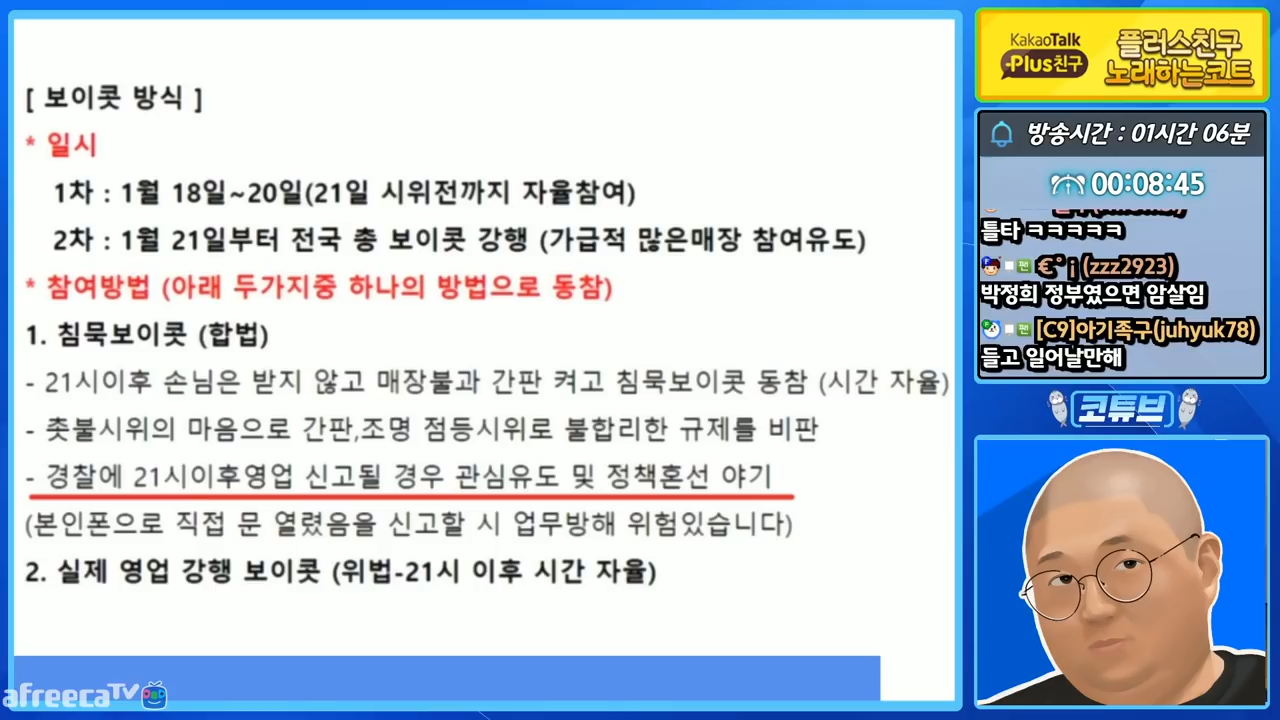 [ 보이콧 방식 ]
* 일시
1차 : 1월 18일~20일(21일 시위전까지 자율참여)
2차 : 1월 21일부터 전국 총 보이콧 강행 (가급적 많은매장 참여유도)
* 참여방법 (아래 두가지중 하나의 방법으로 동참)
1. 침묵보이콧 (합법)
- 21시이후 손님은 받지 않고 매장불과 간판 켜고 침묵보이콧 동참 (시간 자율)
- 촛불시위의 마음으로 간판,조명 점등시위로 불합리한 규제를 비판
- 경찰에 21시이후영업 신고될 경우 관심유도 및 정책혼선 야기
(본인폰으로 직접 문 열렸음을 신고할 시 업무방해 위험있습니다)
2. 실제 영업 강행 보이콧 (위법-21시 이후 시간 자율)
afreecaTV
KakaoTalk
Plus친구
플러스친구
노래하는코트
방송시간 : 01시간 06분
00:08:45
틀타 ㅋㅋㅋㅋㅋ
팬 €˚¡(zzz2923)
박정희 정부였으면 암살임
팬 [C9]아기족구(juhyuk78)
들고 일어날만해
코튜브